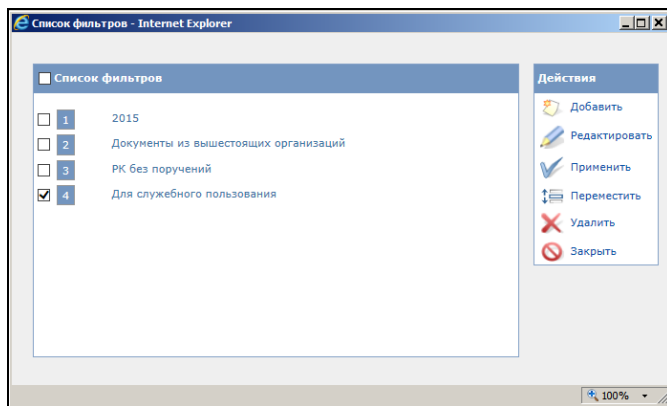 Список фильтров - Internet Explorer
Список фильтров
1 2015
2 Документы из вышестоящих организаций
3 РК без поручений
4 Для служебного пользования
Действия
Добавить
Редактировать
Применить
Переместить
Удалить
Закрыть
100%